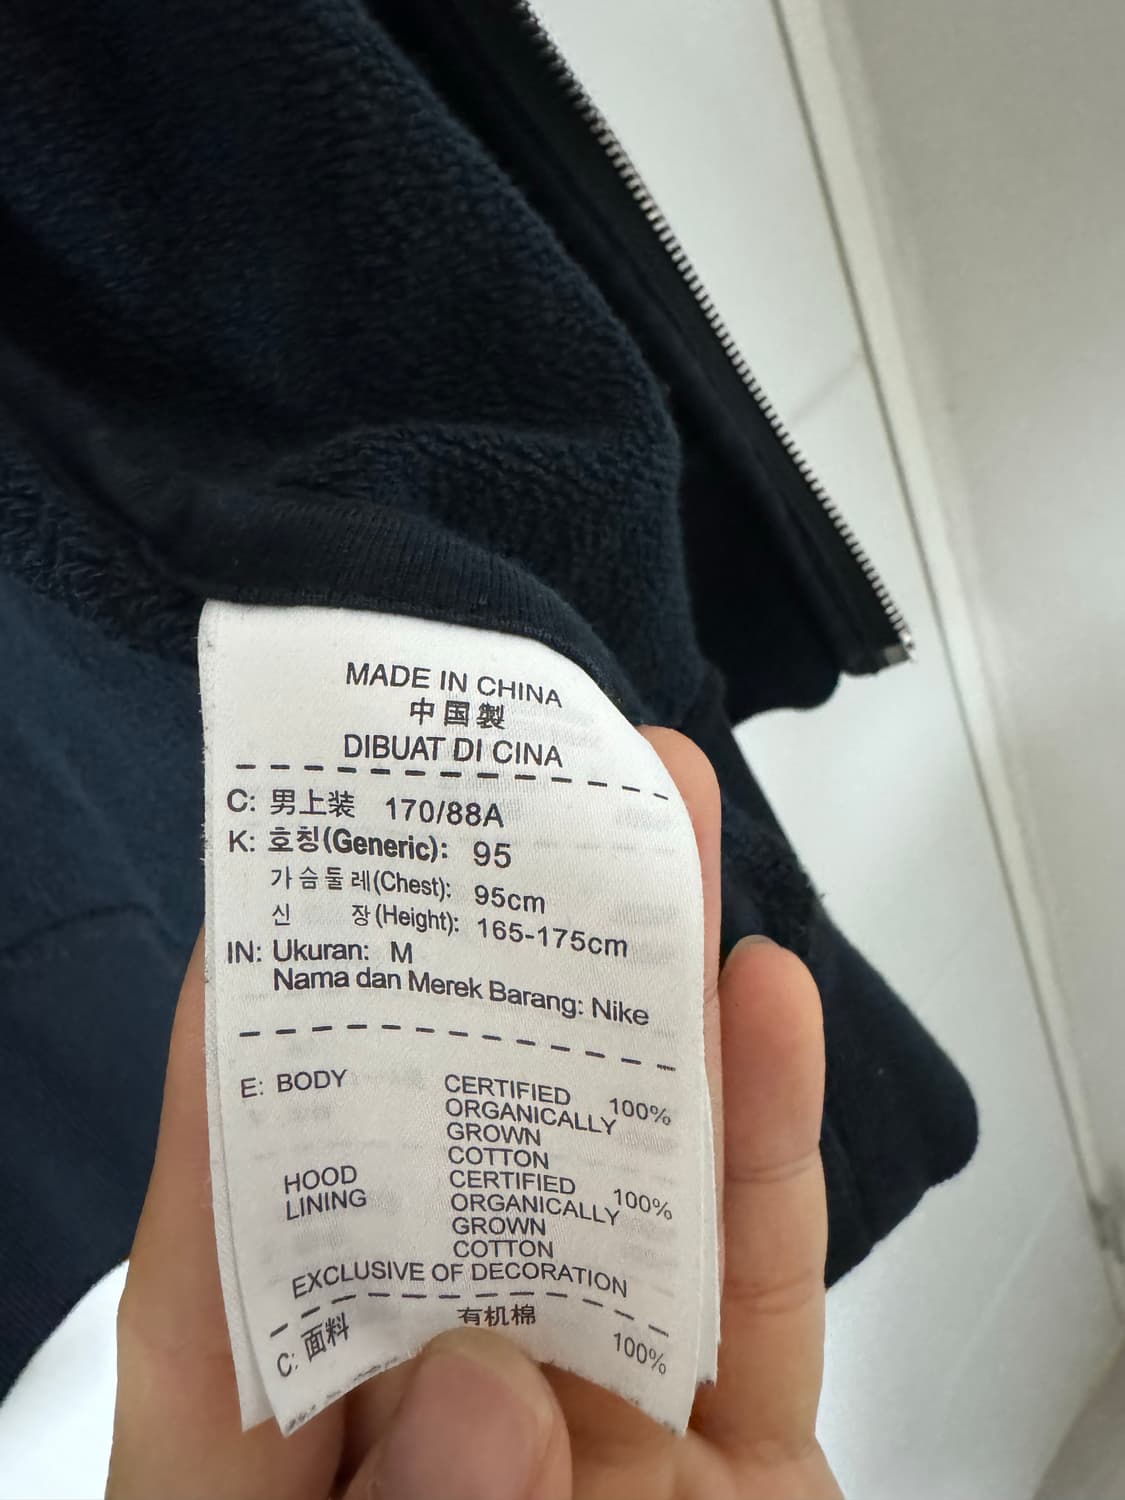 MADE IN CHINA
中国製
DIBUAT DI CINA
C: 男上装 170/88A
K: 호칭(Generic): 95
가슴둘레(Chest): 95cm
신 장(Height): 165-175cm
IN: Ukuran: M
Nama dan Merek Barang: Nike
E: BODY CERTIFIED 100%
ORGANICALLY
GROWN
COTTON
HOOD CERTIFIED 100%
LINING ORGANICALLY
GROWN
COTTON
EXCLUSIVE OF DECORATION
C: 面料 有机棉 100%